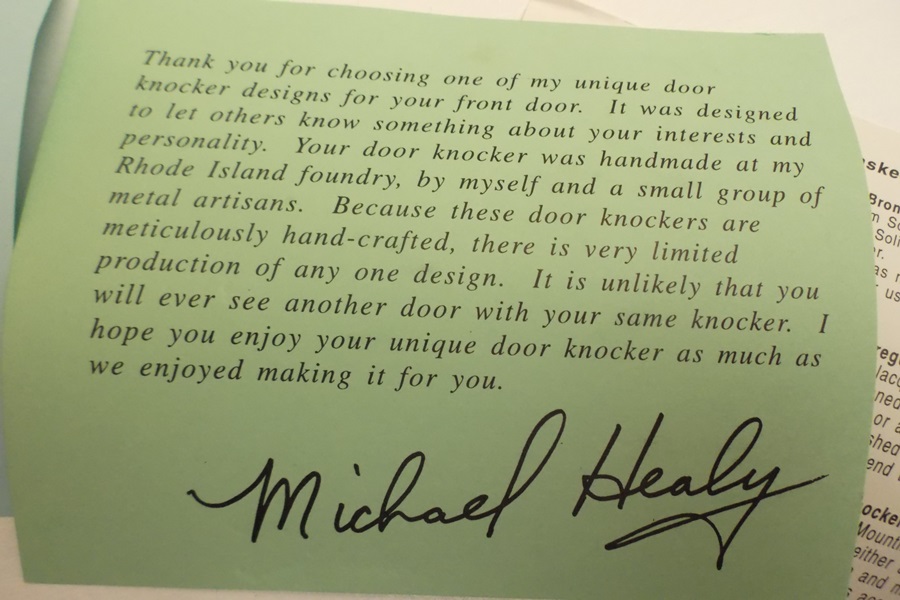 Thank you for choosing one of my unique door
knocker designs for your front door. It was designed
to let others know something about your interests and
personality. Your door knocker was handmade at my
Rhode Island foundry, by myself and a small group of
metal artisans. Because these door knockers are
meticulously hand-crafted, there is very limited
production of any one design. It is unlikely that you
will ever see another door with your same knocker. I
hope you enjoy your unique door knocker as much as
we enjoyed making it for you.
Michael Healy
or a
either
and